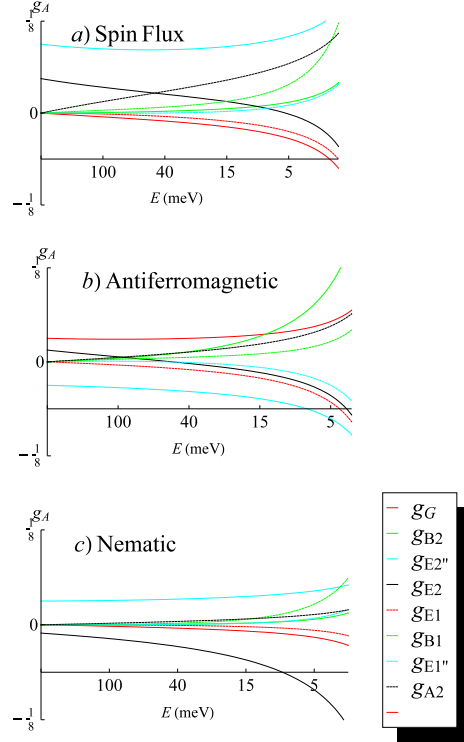 1/8 g_A
a) Spin Flux
0
100 40 15 5
E (meV)
-1/8
1/8 g_A
b) Antiferromagnetic
0
100 40 15 5
E (meV)
-1/8
1/8 g_A
c) Nematic
0
100 40 15 5
E (meV)
-1/8
g_G
g_B2
g_E2"
g_E2
g_E1
g_B1
g_E1"
g_A2